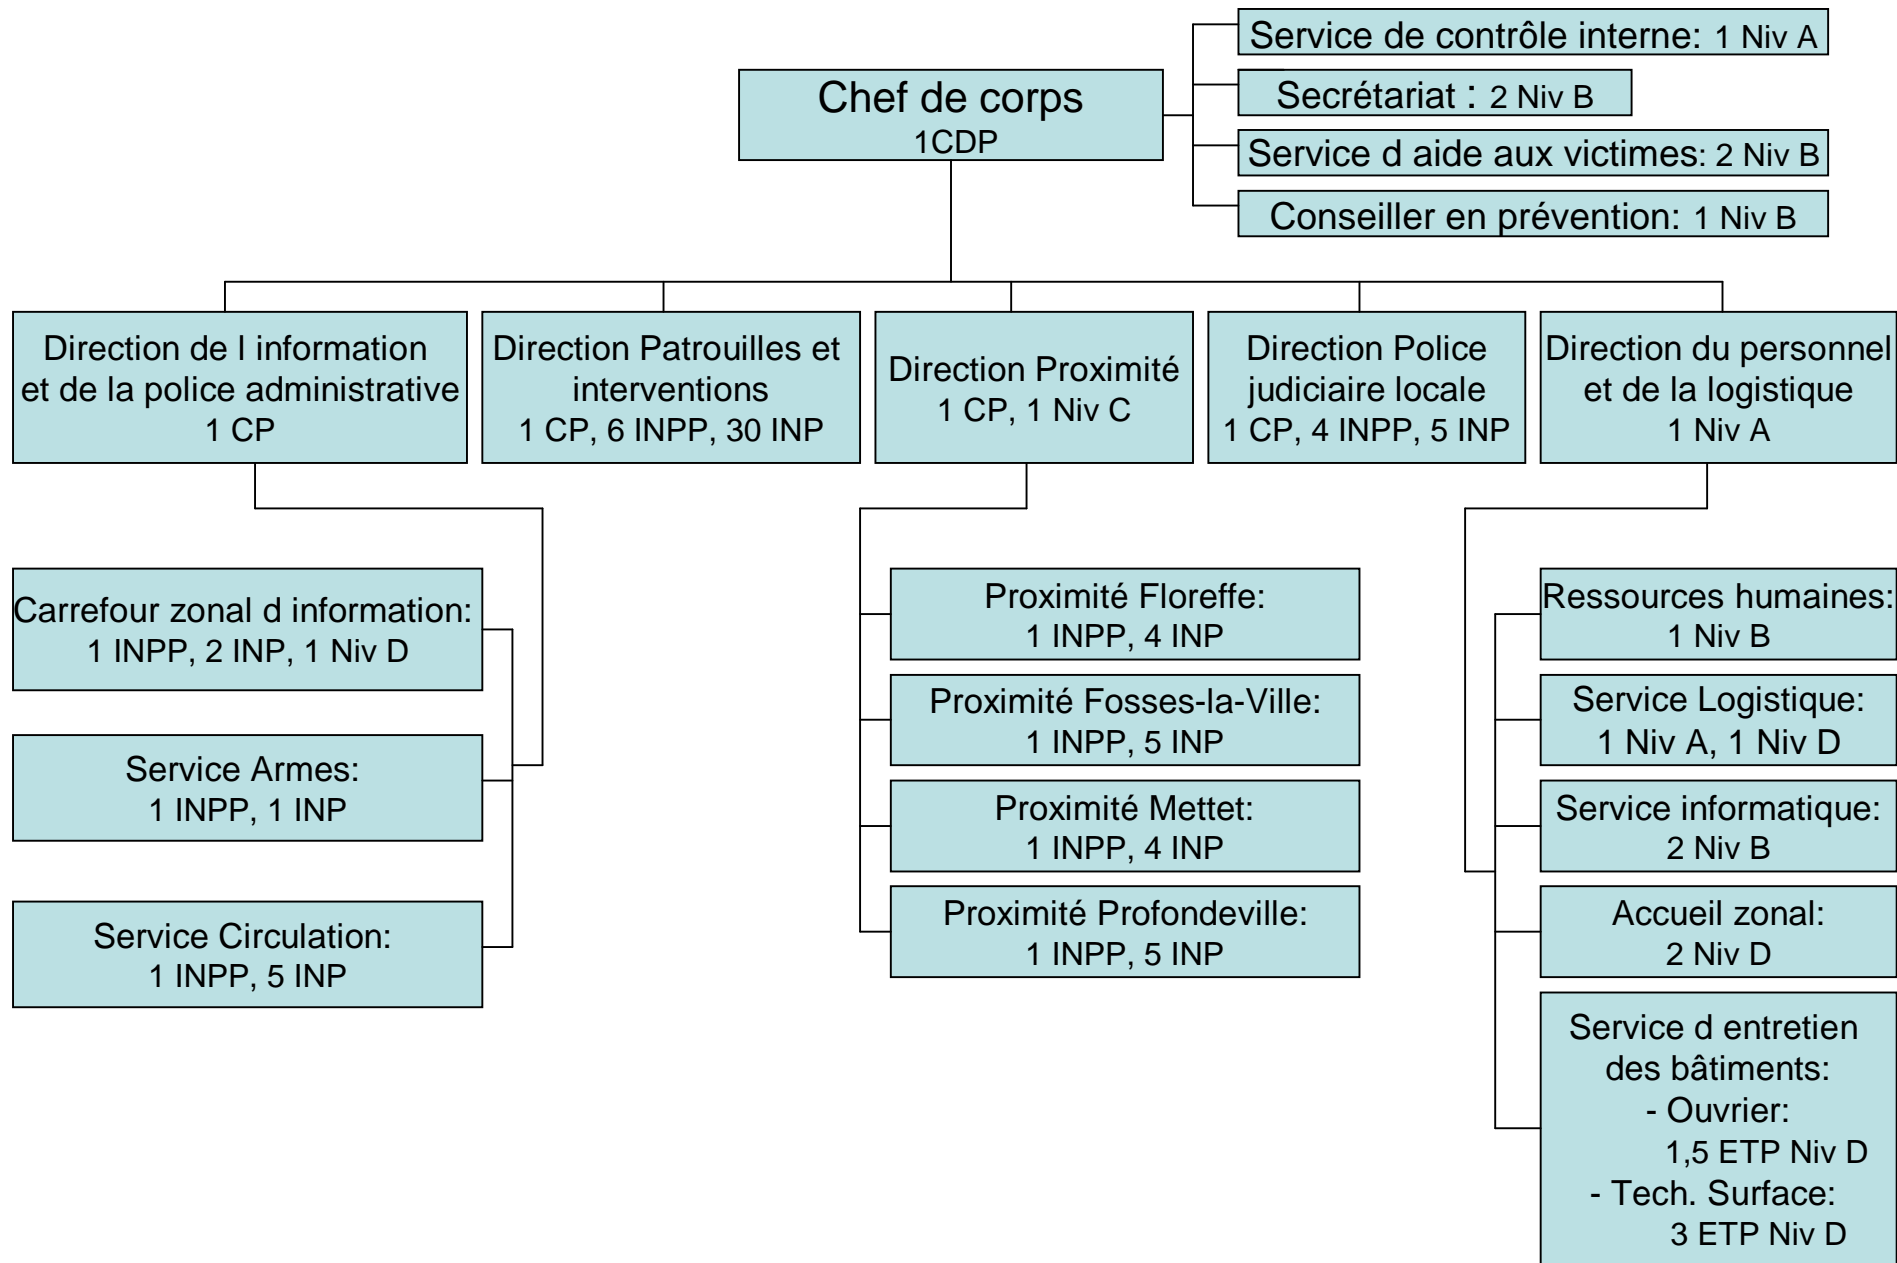 Service de contrôle interne: 1 Niv A
Chef de corps
1CDP
Secrétariat : 2 Niv B
Service d aide aux victimes: 2 Niv B
Conseiller en prévention: 1 Niv B
Direction de l information
et de la police administrative
1 CP
Direction Patrouilles et
interventions
1 CP, 6 INPP, 30 INP
Direction Proximité
1 CP, 1 Niv C
Direction Police
judiciaire locale
1 CP, 4 INPP, 5 INP
Direction du personnel
et de la logistique
1 Niv A
Carrefour zonal d information:
1 INPP, 2 INP, 1 Niv D
Service Armes:
1 INPP, 1 INP
Service Circulation:
1 INPP, 5 INP
Proximité Floreffe:
1 INPP, 4 INP
Proximité Fosses-la-Ville:
1 INPP, 5 INP
Proximité Mettet:
1 INPP, 4 INP
Proximité Profondeville:
1 INPP, 5 INP
Ressources humaines:
1 Niv B
Service Logistique:
1 Niv A, 1 Niv D
Service informatique:
2 Niv B
Accueil zonal:
2 Niv D
Service d entretien
des bâtiments:
- Ouvrier:
1,5 ETP Niv D
- Tech. Surface:
3 ETP Niv D